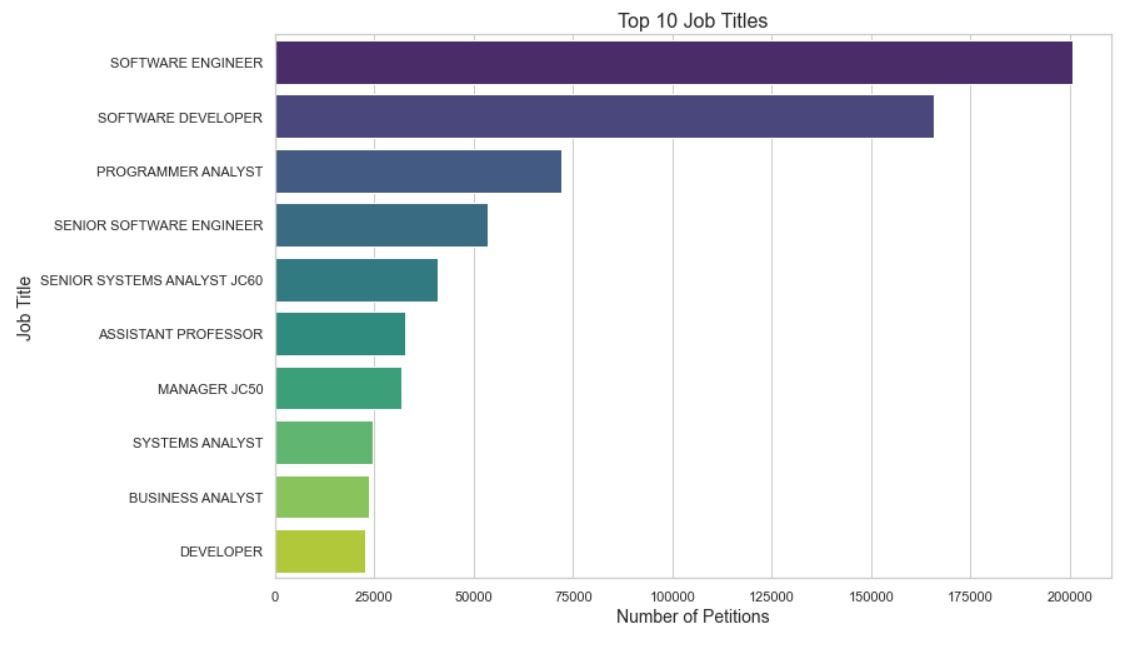 Top 10 Job Titles
SOFTWARE ENGINEER
SOFTWARE DEVELOPER
PROGRAMMER ANALYST
SENIOR SOFTWARE ENGINEER
SENIOR SYSTEMS ANALYST JC60
ASSISTANT PROFESSOR
MANAGER JC50
SYSTEMS ANALYST
BUSINESS ANALYST
DEVELOPER
Job Title
0 25000 50000 75000 100000 125000 150000 175000 200000
Number of Petitions